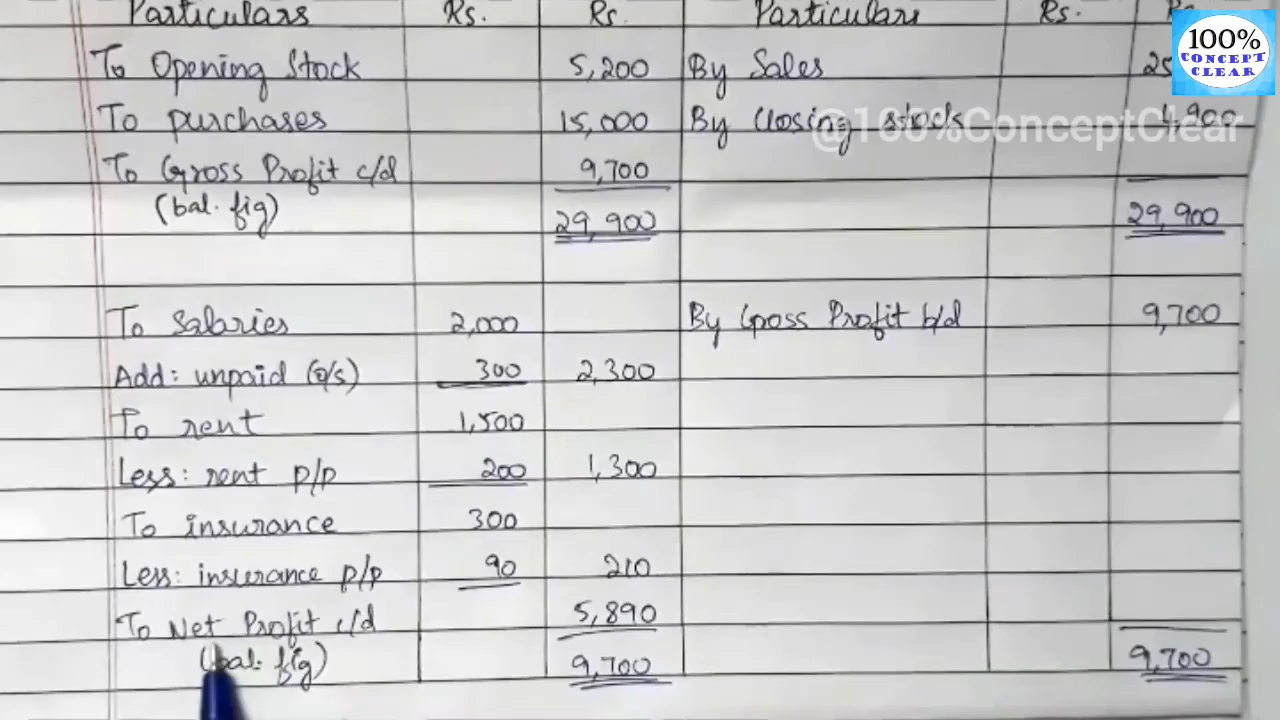 Particulars Rs. Rs. Particulars Rs.
To Opening Stock 5,200 By Sales
To purchases 15,000 By Closing stock 4,900
To Gross Profit c/d 9,700
(bal. fig) 29,900 29,900
To Salaries 2,000 By Gross Profit b/d 9,700
Add: unpaid (o/s) 300 2,300
To rent 1,500
Less: rent p/p 200 1,300
To insurance 300
Less: insurance p/p 90 210
To Net Profit c/d 5,890
(bal. fig) 9,700 9,700
100%
CONCEPT
CLEAR
@100%ConceptClear